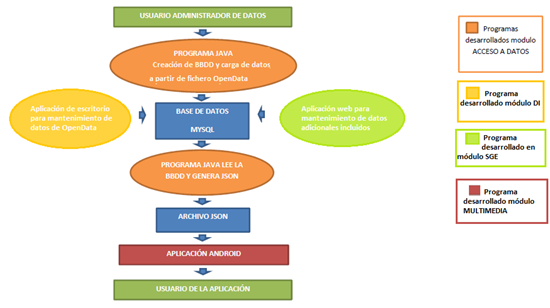 USUARIO ADMINISTRADOR DE DATOS
PROGRAMA JAVA
Creación de BBDD y carga de datos
a partir de fichero OpenData
Aplicación de escritorio
para mantenimiento de
datos de OpenData
BASE DE DATOS
MYSQL
Aplicación web para
mantenimiento de datos
adicionales incluidos
PROGRAMA JAVA LEE LA
BBDD Y GENERA JSON
ARCHIVO JSON
APLICACIÓN ANDROID
USUARIO DE LA APLICACIÓN
Programas
desarrollados modulo
ACCESO A DATOS
Programa
desarrollado módulo DI
Programa
desarrollado en
módulo SGE
Programa
desarrollado módulo
MULTIMEDIA